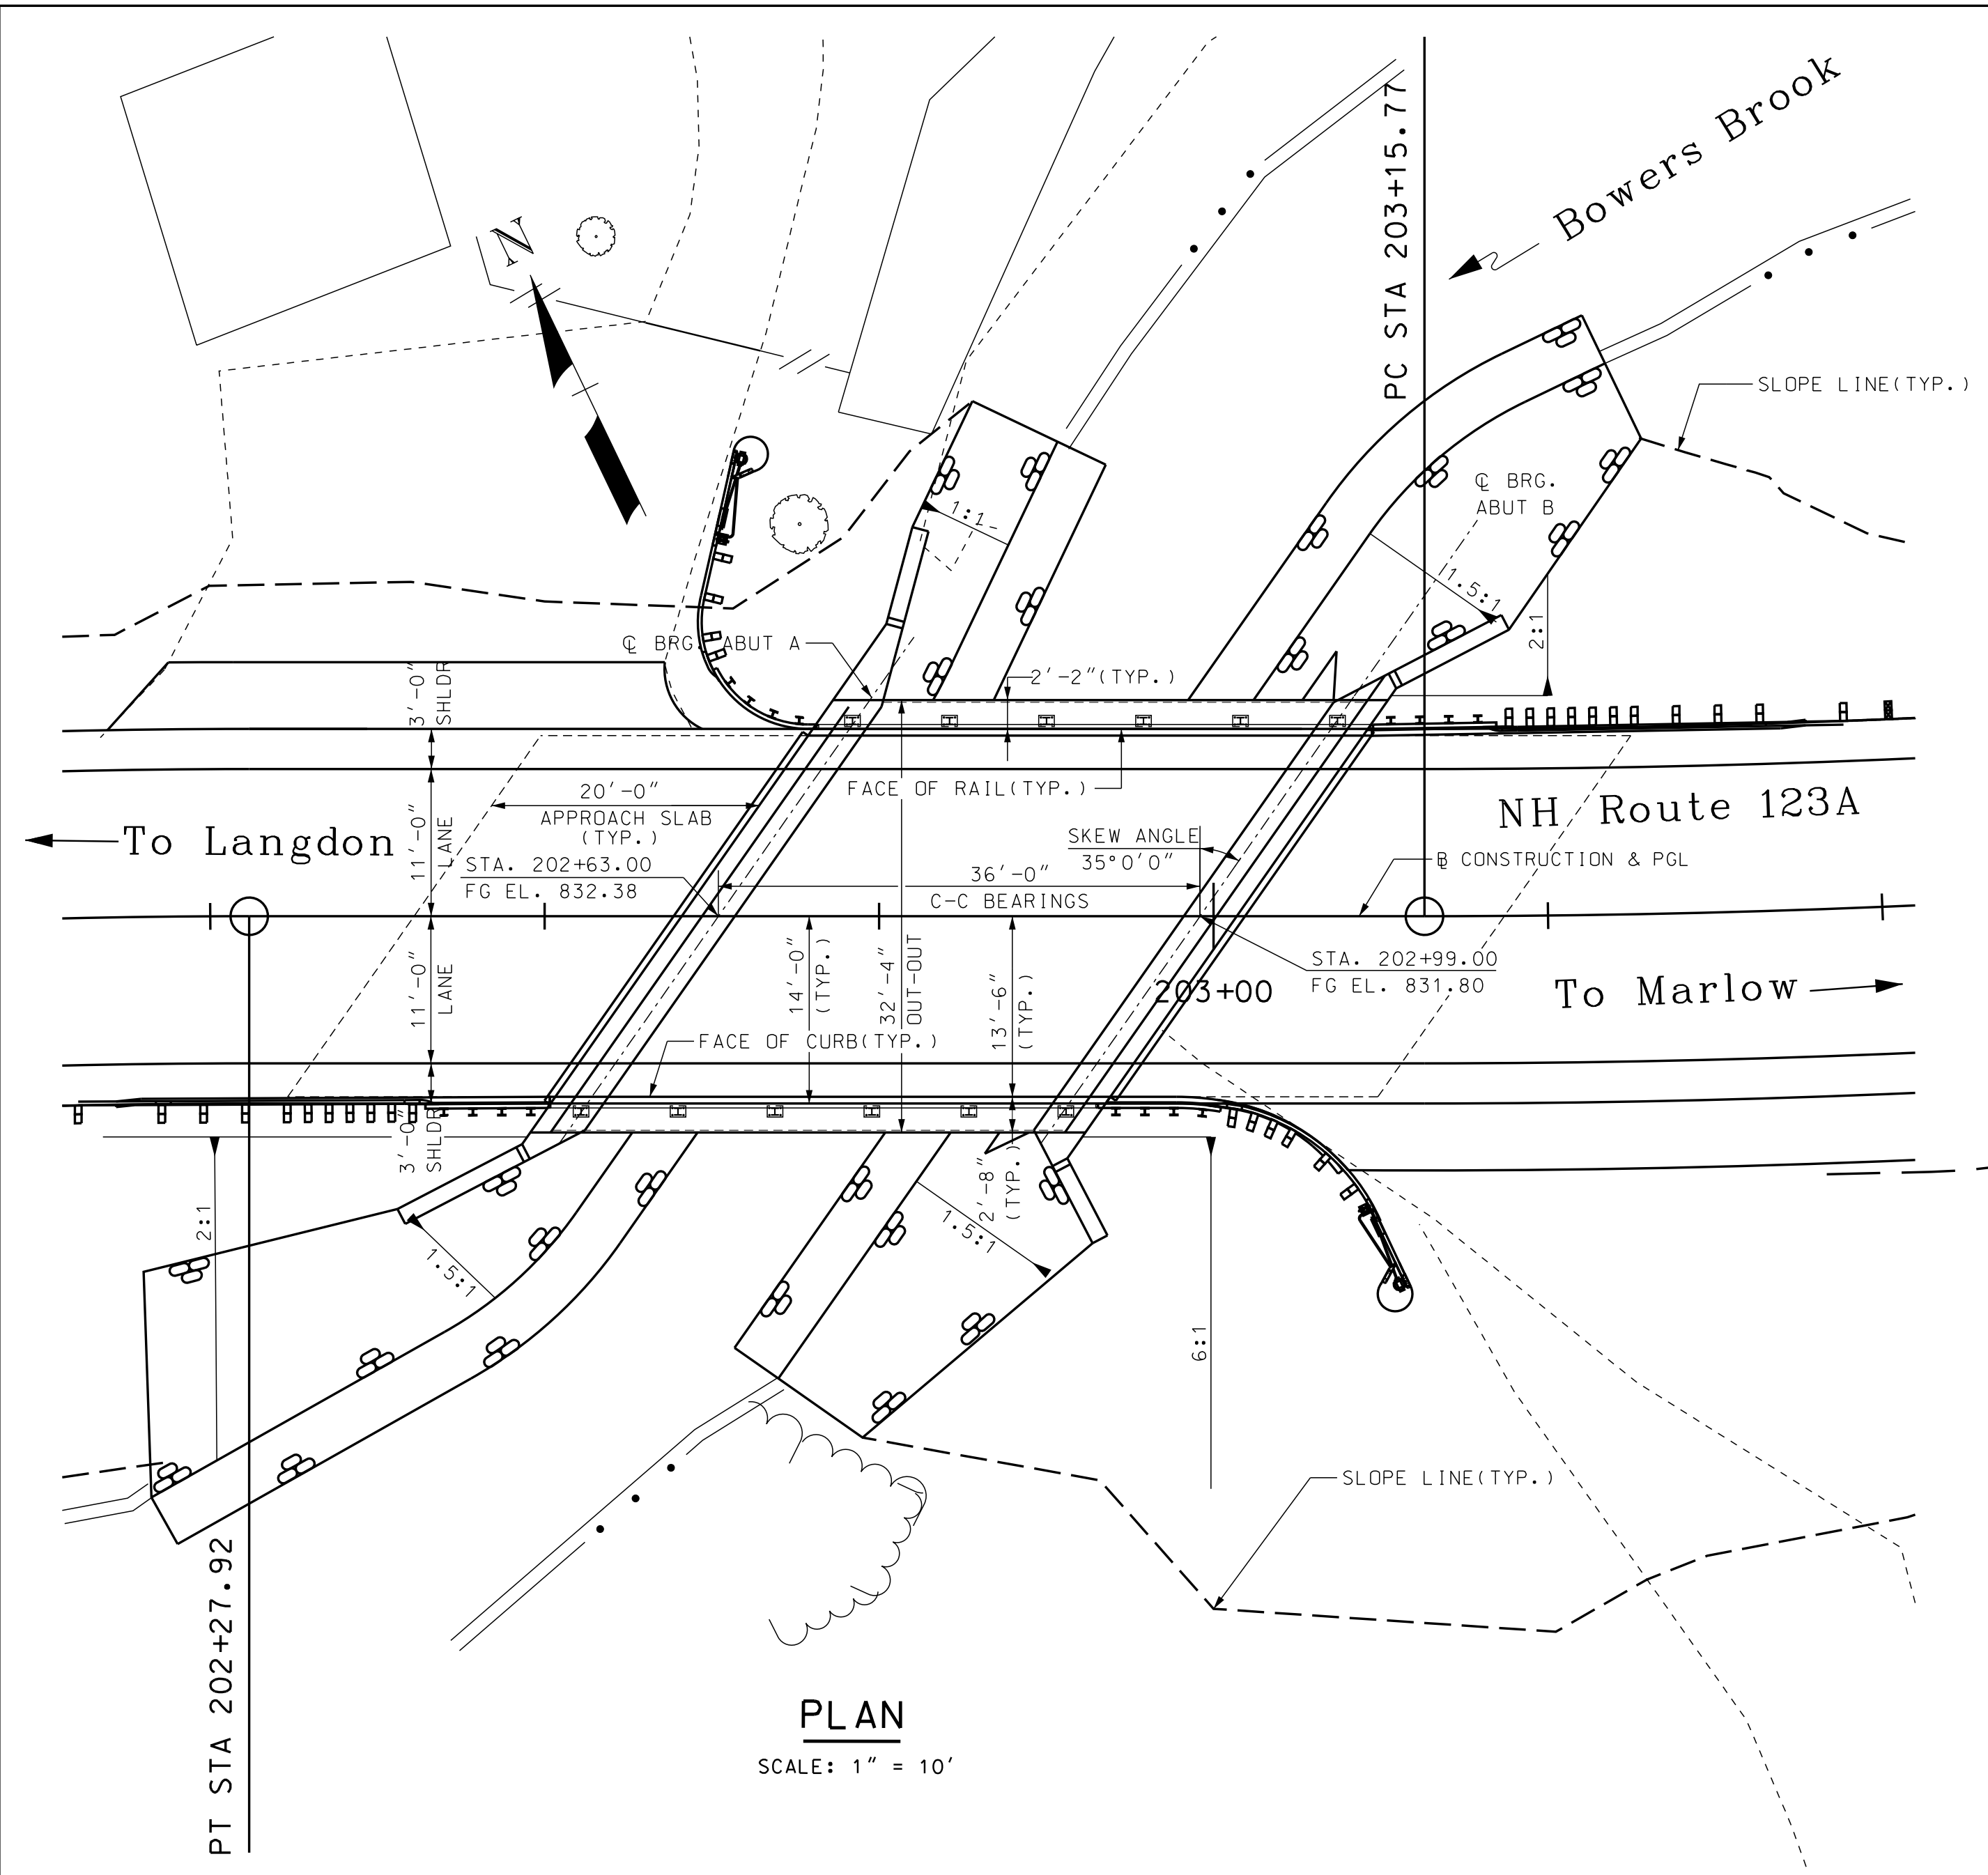 Bowers Brook
PC STA 203+15.77
N
SLOPE LINE(TYP.)
℄ BRG.
ABUT B
1:1
1.5:1
2:1
℄ BRG. ABUT A
2'-2"(TYP.)
3'-0"
SHLDR
FACE OF RAIL(TYP.)
20'-0"
APPROACH SLAB
(TYP.)
NH Route 123A
To Langdon
11'-0"
LANE
STA. 202+63.00
FG EL. 832.38
SKEW ANGLE
35°0'0"
36'-0"
C-C BEARINGS
BL CONSTRUCTION & PGL
11'-0"
LANE
14'-0"
(TYP.)
32'-4"
OUT-OUT
13'-6"
(TYP.)
STA. 202+99.00
FG EL. 831.80
203+00
To Marlow
FACE OF CURB(TYP.)
3'-0"
SHLDR
2'-8"
(TYP.)
2:1
1.5:1
1.5:1
6:1
SLOPE LINE(TYP.)
PT STA 202+27.92
PLAN
SCALE: 1" = 10'